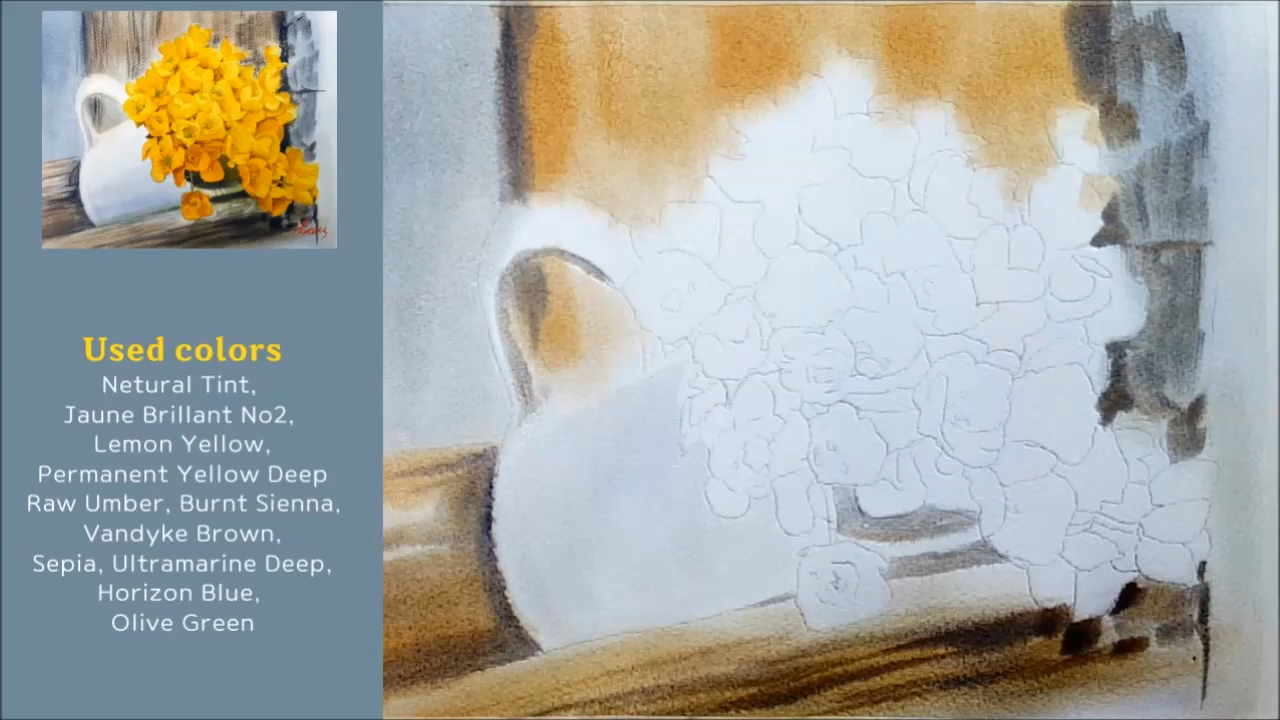 Used colors
Netural Tint,
Jaune Brillant No2,
Lemon Yellow,
Permanent Yellow Deep
Raw Umber, Burnt Sienna,
Vandyke Brown,
Sepia, Ultramarine Deep,
Horizon Blue,
Olive Green